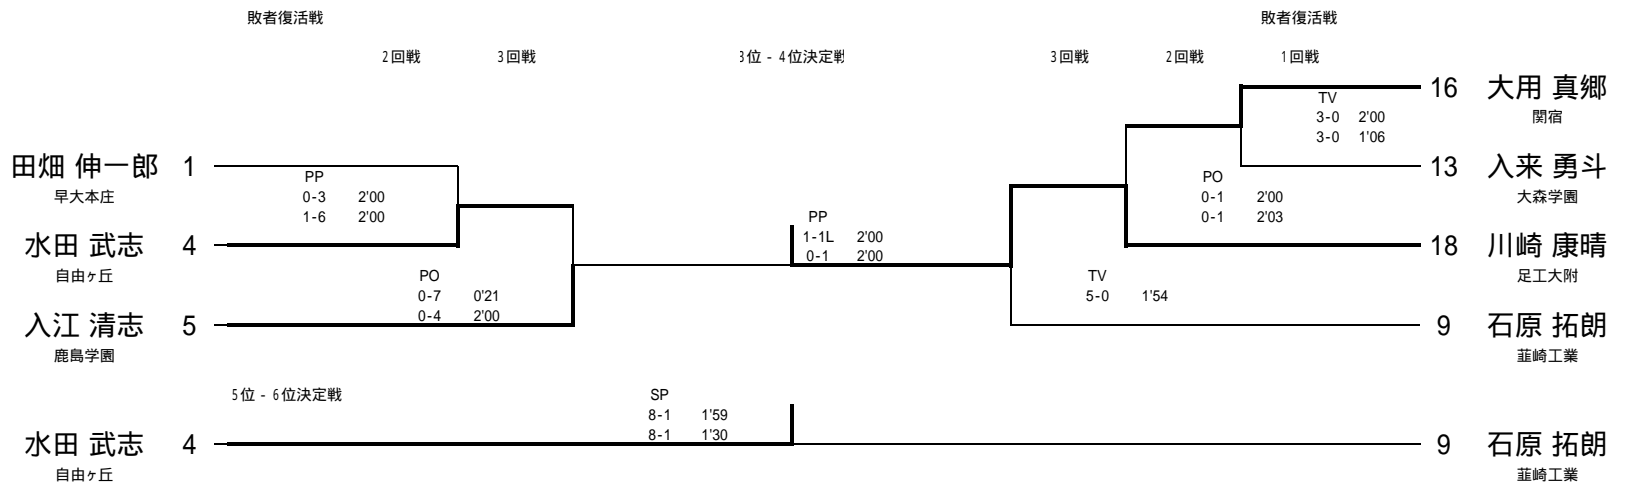 敗者復活戦 敗者復活戦
2回戦 3回戦 3位 - 4位決定戦 3回戦 2回戦 1回戦
16 大用 真郷
関宿
TV
3-0 2'00
3-0 1'06
田畑 伸一郎 1
早大本庄
PP
0-3 2'00
1-6 2'00
13 入来 勇斗
大森学園
PO
0-1 2'00
0-1 2'03
水田 武志 4
自由ヶ丘
PP
1-1L 2'00
0-1 2'00
18 川崎 康晴
足工大附
PO
0-7 0'21
0-4 2'00
TV
5-0 1'54
入江 清志 5
鹿島学園
9 石原 拓朗
韮崎工業
5位 - 6位決定戦
SP
8-1 1'59
8-1 1'30
水田 武志 4
自由ヶ丘
9 石原 拓朗
韮崎工業